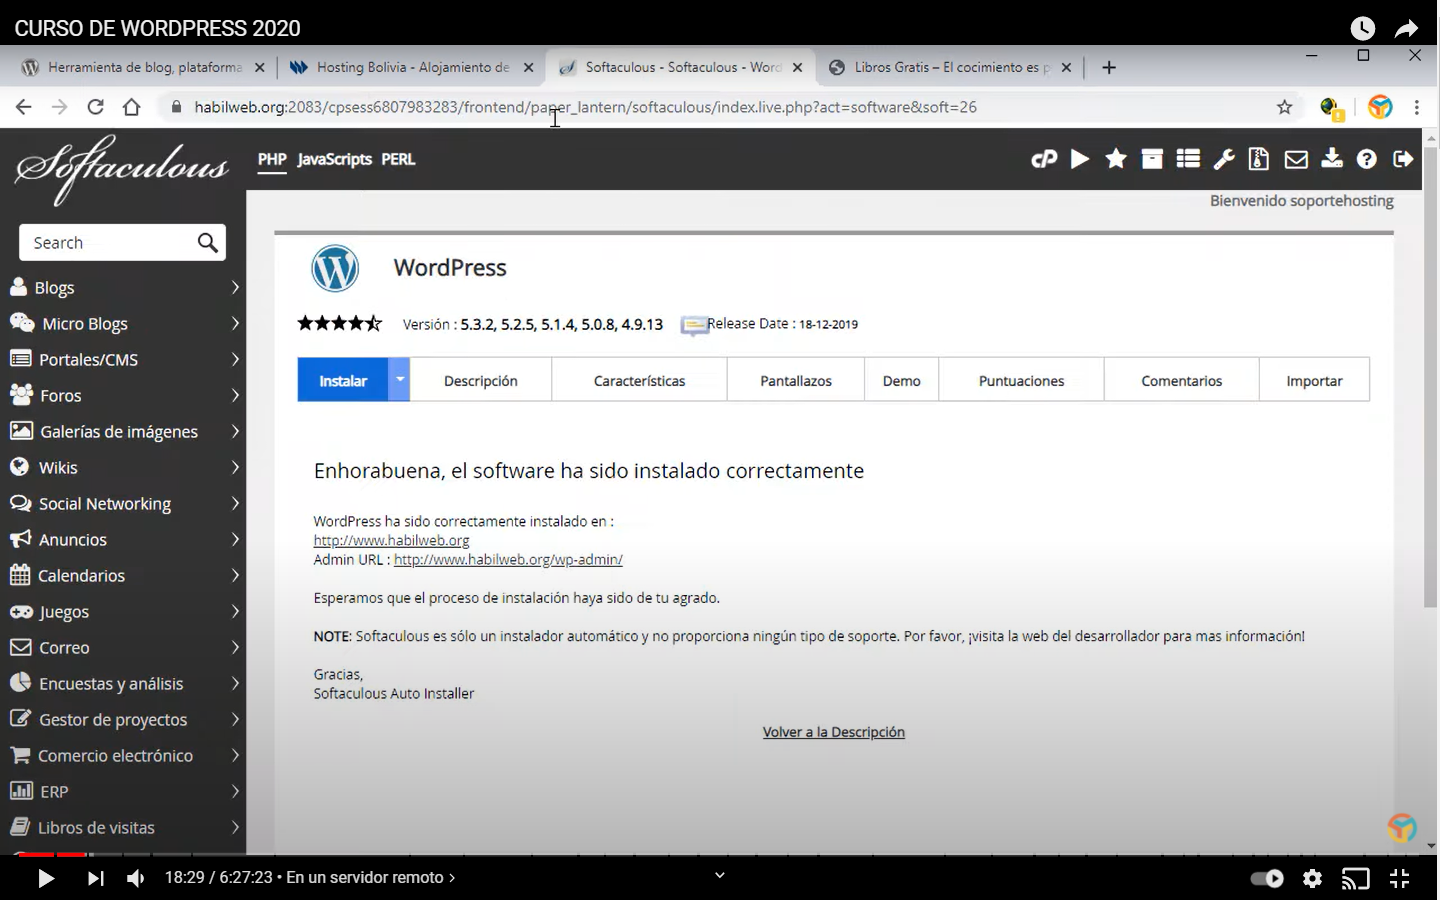 CURSO DE WORDPRESS 2020
Herramienta de blog, plataforma
Hosting Bolivia - Alojamiento de
Softaculous - Softaculous - Word
Libros Gratis – El cocimiento es p
habilweb.org:2083/cpsess6807983283/frontend/paper_lantern/softaculous/index.live.php?act=software&soft=26
Softaculous
PHP JavaScripts PERL
cP
Bienvenido soportehosting
Search
Blogs
Micro Blogs
Portales/CMS
Foros
Galerías de imágenes
Wikis
Social Networking
Anuncios
Calendarios
Juegos
Correo
Encuestas y análisis
Gestor de proyectos
Comercio electrónico
ERP
Libros de visitas
WordPress
Versión : 5.3.2, 5.2.5, 5.1.4, 5.0.8, 4.9.13 Release Date : 18-12-2019
Instalar Descripción Características Pantallazos Demo Puntuaciones Comentarios Importar
Enhorabuena, el software ha sido instalado correctamente
WordPress ha sido correctamente instalado en :
http://www.habilweb.org
Admin URL : http://www.habilweb.org/wp-admin/
Esperamos que el proceso de instalación haya sido de tu agrado.
NOTE: Softaculous es sólo un instalador automático y no proporciona ningún tipo de soporte. Por favor, ¡visita la web del desarrollador para mas información!
Gracias,
Softaculous Auto Installer
Volver a la Descripción
18:29 / 6:27:23 • En un servidor remoto